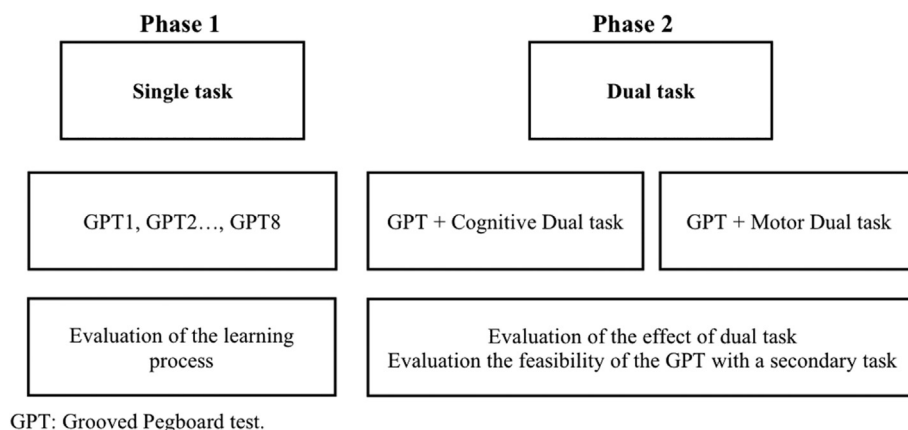 Phase 1
Phase 2
Single task
Dual task
GPT1, GPT2…, GPT8
GPT + Cognitive Dual task
GPT + Motor Dual task
Evaluation of the learning
process
Evaluation of the effect of dual task
Evaluation the feasibility of the GPT with a secondary task
GPT: Grooved Pegboard test.